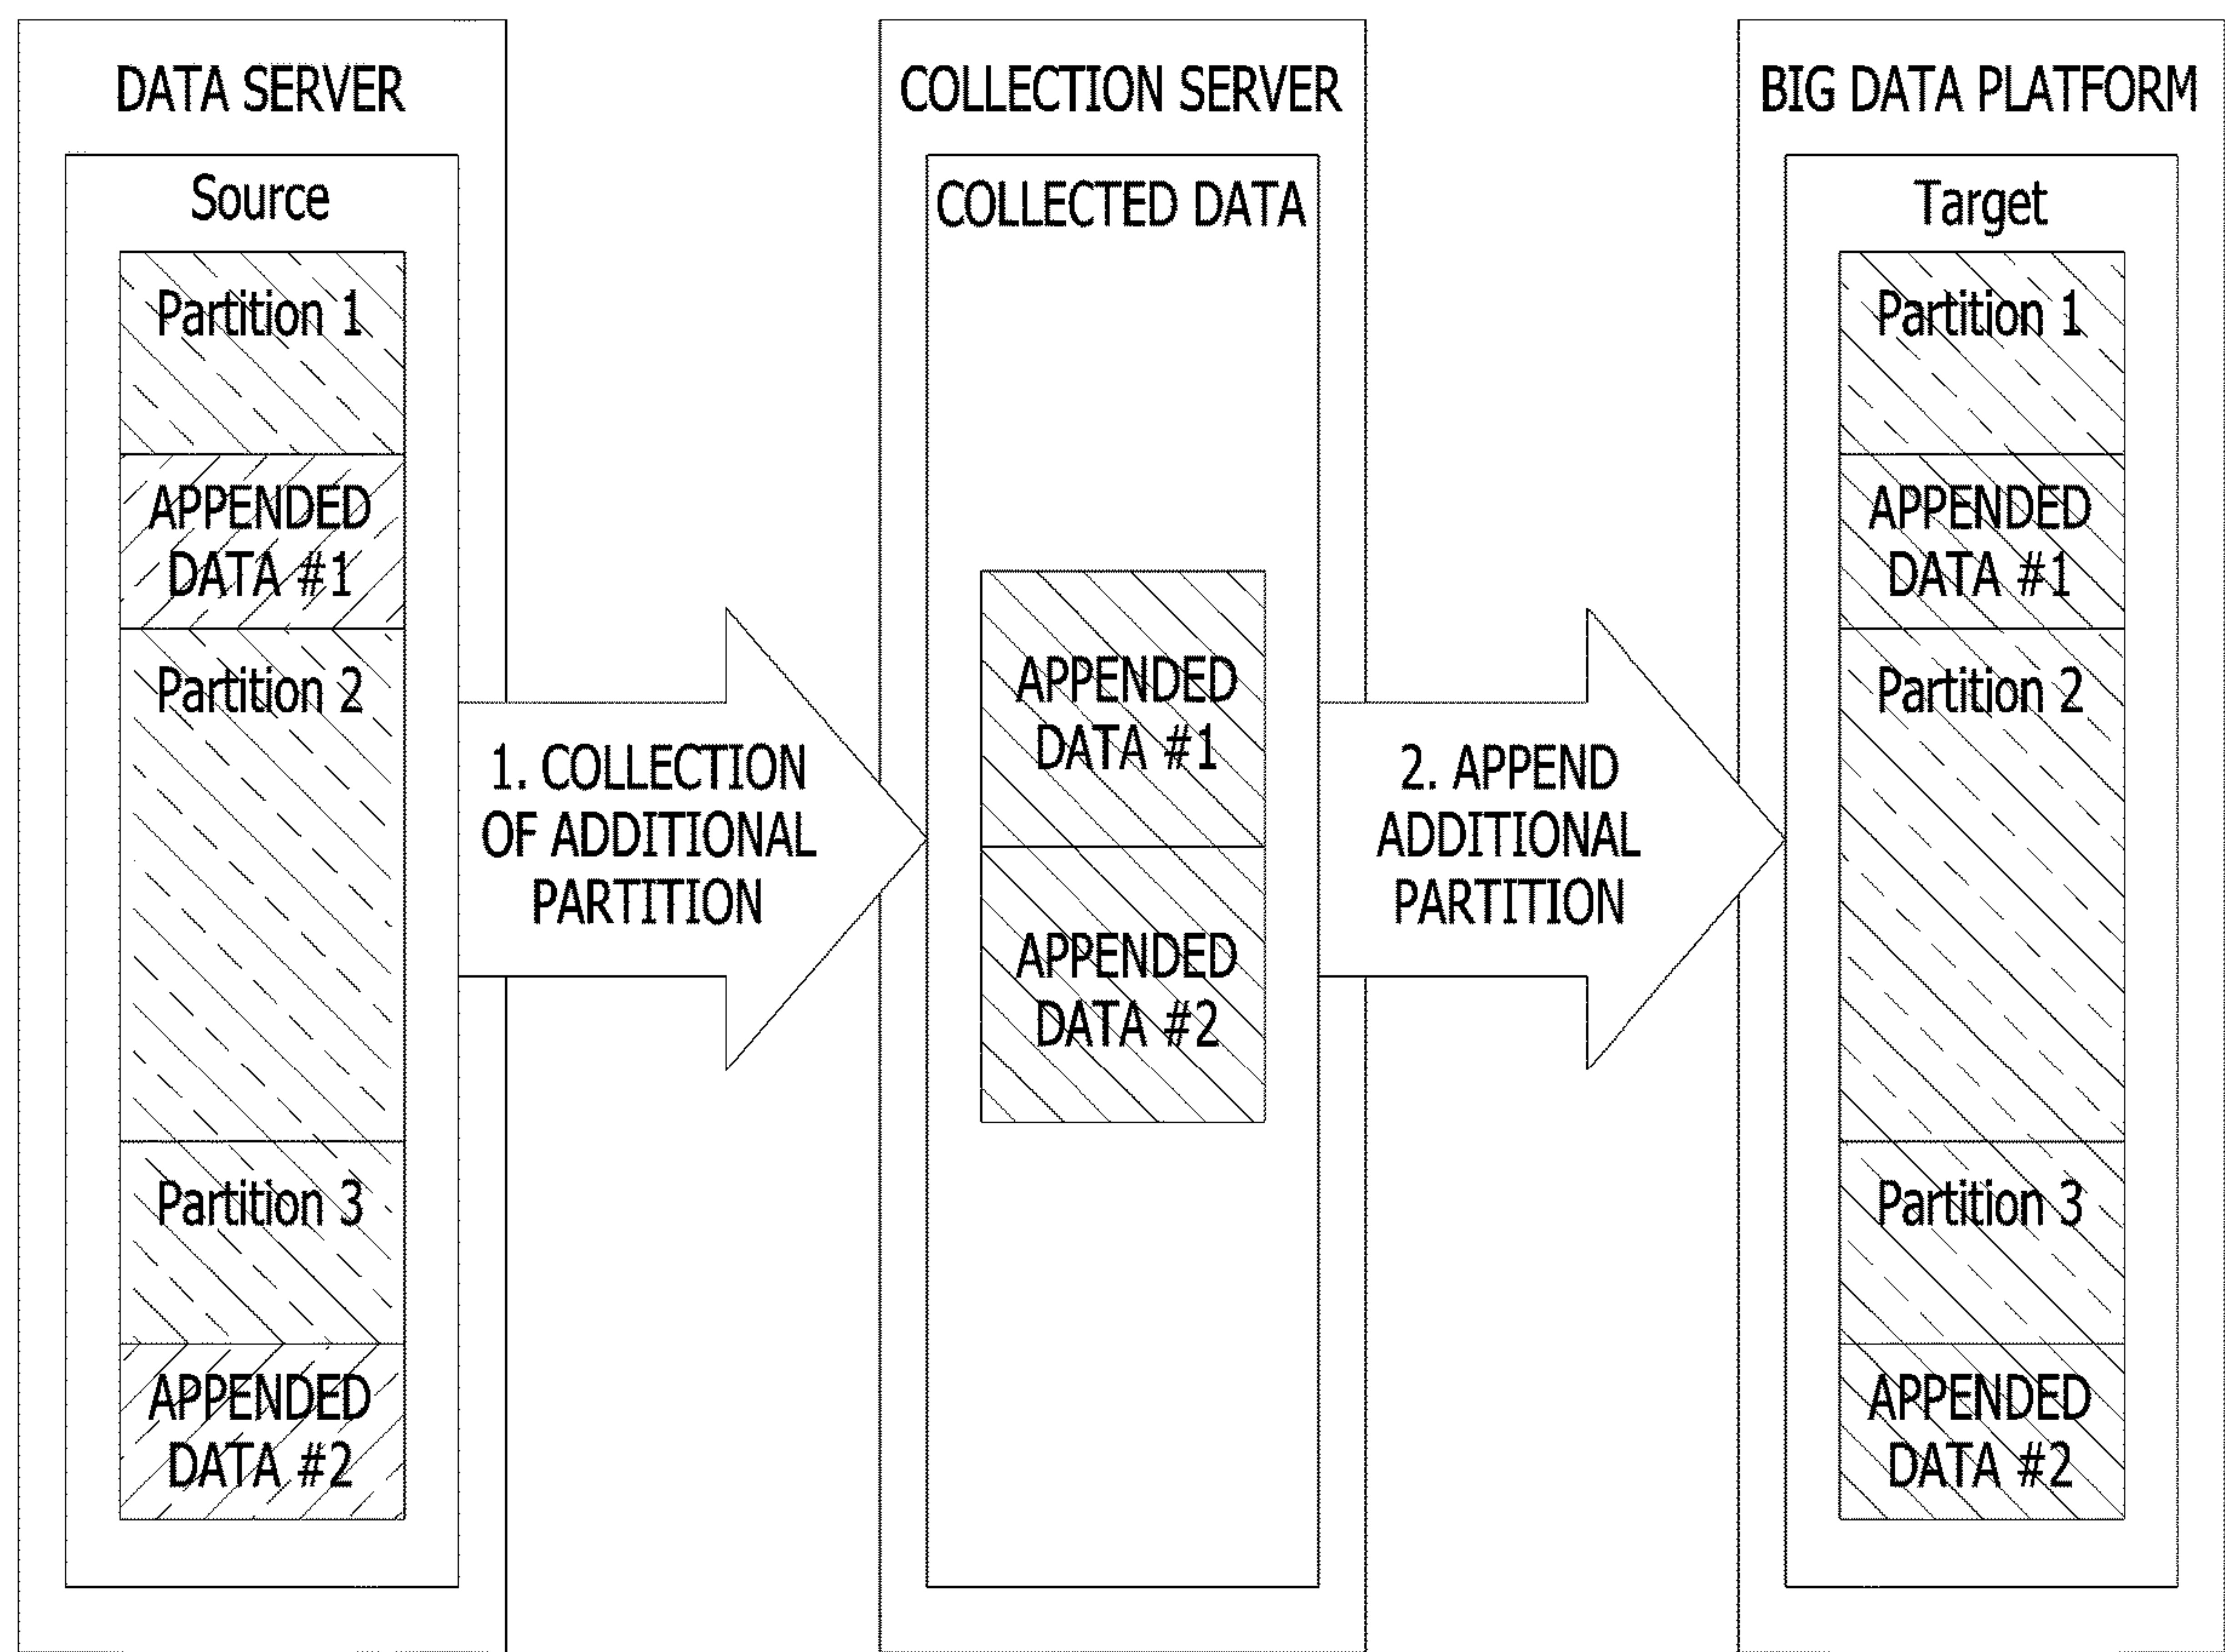 DATA SERVER
Source
Partition 1
APPENDED
DATA #1
Partition 2
Partition 3
APPENDED
DATA #2
1. COLLECTION
OF ADDITIONAL
PARTITION
COLLECTION SERVER
COLLECTED DATA
APPENDED
DATA #1
APPENDED
DATA #2
2. APPEND
ADDITIONAL
PARTITION
BIG DATA PLATFORM
Target
Partition 1
APPENDED
DATA #1
Partition 2
Partition 3
APPENDED
DATA #2